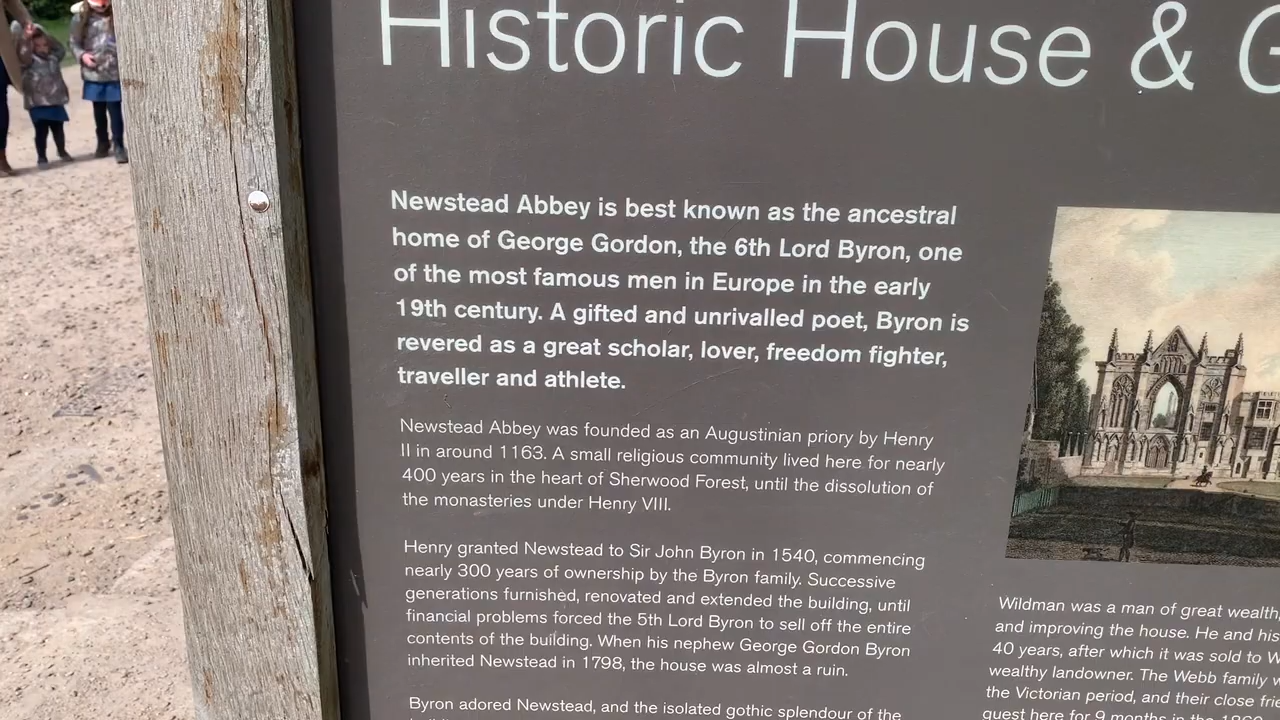 Historic House & G
Newstead Abbey is best known as the ancestral
home of George Gordon, the 6th Lord Byron, one
of the most famous men in Europe in the early
19th century. A gifted and unrivalled poet, Byron is
revered as a great scholar, lover, freedom fighter,
traveller and athlete.
Newstead Abbey was founded as an Augustinian priory by Henry
II in around 1163. A small religious community lived here for nearly
400 years in the heart of Sherwood Forest, until the dissolution of
the monasteries under Henry VIII.
Henry granted Newstead to Sir John Byron in 1540, commencing
nearly 300 years of ownership by the Byron family. Successive
generations furnished, renovated and extended the building, until
financial problems forced the 5th Lord Byron to sell off the entire
contents of the building. When his nephew George Gordon Byron
inherited Newstead in 1798, the house was almost a ruin.
Byron adored Newstead, and the isolated gothic splendour of the
Wildman was a man of great wealth,
and improving the house. He and his
40 years, after which it was sold to W
wealthy landowner. The Webb family w
the Victorian period, and their close frie
guest here for 9 months in the